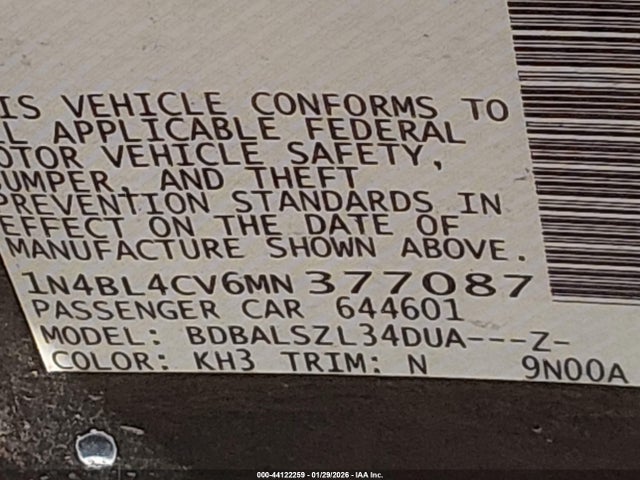 IS VEHICLE CONFORMS TO
L APPLICABLE FEDERAL
OTOR VEHICLE SAFETY,
UMPER, AND THEFT
PREVENTION STANDARDS IN
EFFECT ON THE DATE OF
MANUFACTURE SHOWN ABOVE.
1N4BL4CV6MN377087
PASSENGER CAR 644601
MODEL: BDBALSZL34DUA---Z-
COLOR: KH3 TRIM: N 9N00A
000-44122259 - 01/29/2026 - IAA Inc.